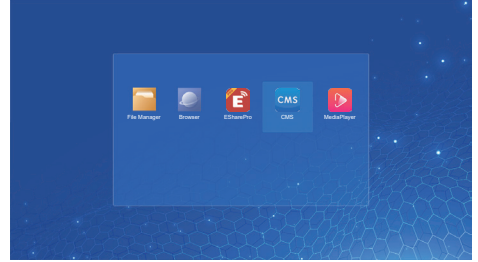 E
CMS
File Manager
Browser
ESharePro
CMS
MediaPlayer